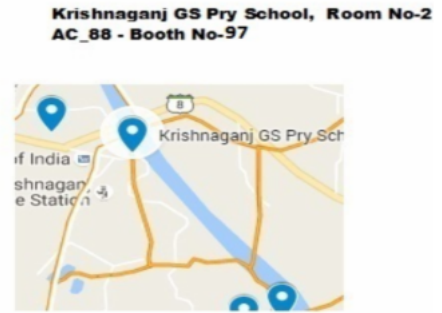 Krishnaganj GS Pry School, Room No-2
AC_88 - Booth No-97
8
Krishnaganj GS Pry Sch
of India
shnagan
e Station